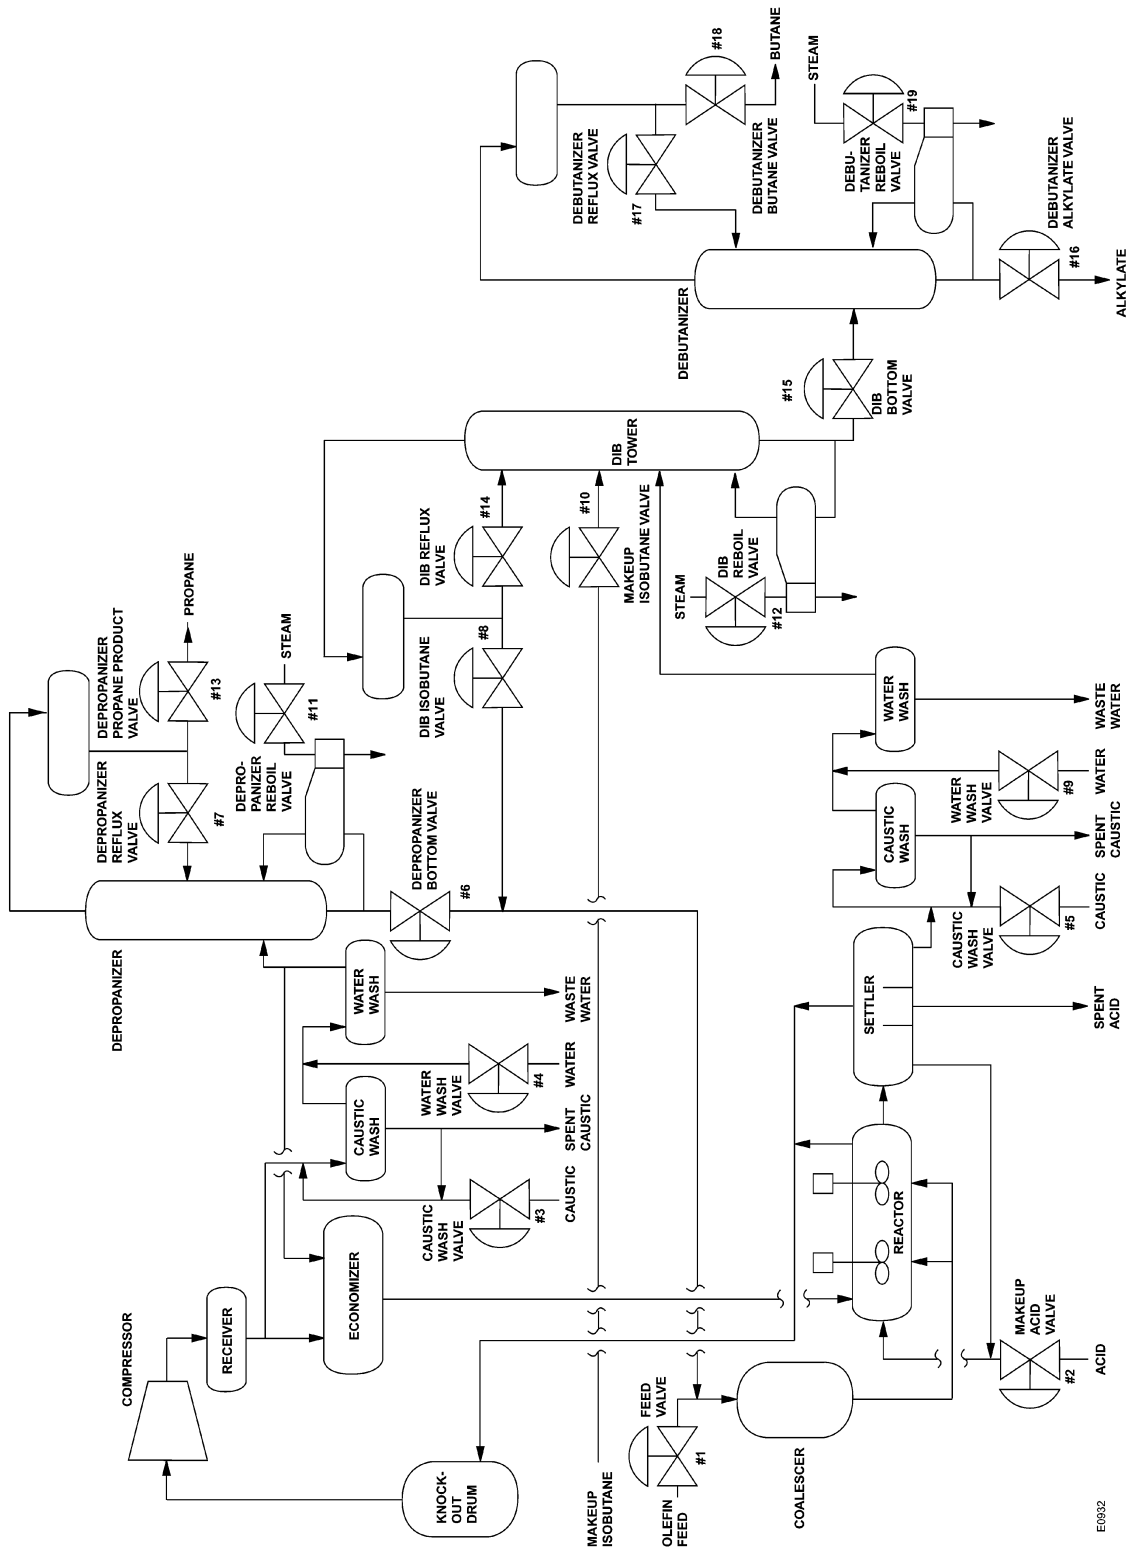 COMPRESSOR
RECEIVER
ECONOMIZER
KNOCK-
OUT
DRUM
DEPROPANIZER
DEPROPANIZER
REFLUX
VALVE
#7
DEPROPANIZER
PROPANE PRODUCT
VALVE
#13
PROPANE
DEPRO-
PANIZER
REBOIL
VALVE
#11
STEAM
CAUSTIC
WASH
WATER
WASH
CAUSTIC
WASH
VALVE
#3
WATER
WASH
VALVE
#4
CAUSTIC
SPENT
CAUSTIC
WATER
WASTE
WATER
DEPROPANIZER
BOTTOM VALVE
#6
DIB ISOBUTANE
VALVE
#8
DIB REFLUX
VALVE
#14
#10
MAKEUP
ISOBUTANE VALVE
DIB
TOWER
STEAM
DIB
REBOIL
VALVE
#12
DEBUTANIZER
REFLUX VALVE
#17
#18
DEBUTANIZER
BUTANE VALVE
BUTANE
STEAM
DEBU-
TANIZER
REBOIL
VALVE
#19
DEBUTANIZER
#15
DIB
BOTTOM
VALVE
DEBUTANIZER
ALKYLATE VALVE
#16
ALKYLATE
MAKEUP
ISOBUTANE
OLEFIN
FEED
FEED
VALVE
#1
COALESCER
REACTOR
SETTLER
CAUSTIC
WASH
WATER
WASH
MAKEUP
ACID
VALVE
#2
ACID
SPENT
ACID
CAUSTIC
WASH
VALVE
#5
CAUSTIC
SPENT
CAUSTIC
WATER
WASH
VALVE
#9
WATER
WASTE
WATER
E0932